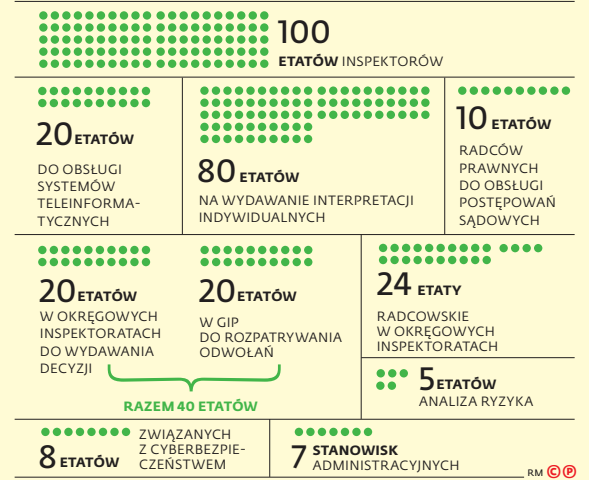 100
ETATÓW INSPEKTORÓW
20 ETATÓW
DO OBSŁUGI
SYSTEMÓW
TELEINFORMA-
TYCZNYCH
80 ETATÓW
NA WYDAWANIE INTERPRETACJI
INDYWIDUALNYCH
10 ETATÓW
RADCÓW
PRAWNYCH
DO OBSŁUGI
POSTĘPOWAŃ
SĄDOWYCH
20 ETATÓW
W OKRĘGOWYCH
INSPEKTORATACH
DO WYDAWANIA
DECYZJI
20 ETATÓW
W GIP
DO ROZPATRYWANIA
ODWOŁAŃ
RAZEM 40 ETATÓW
24 ETATY
RADCOWSKIE
W OKRĘGOWYCH
INSPEKTORATACH
5 ETATÓW
ANALIZA RYZYKA
8 ETATÓW
ZWIĄZANYCH
Z CYBERBEZPIE-
CZEŃSTWEM
7 STANOWISK
ADMINISTRACYJNYCH
RM ©℗